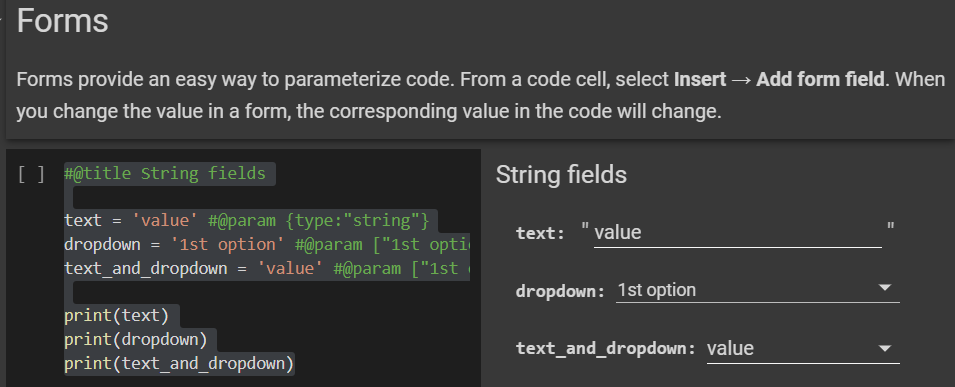 Forms
Forms provide an easy way to parameterize code. From a code cell, select Insert → Add form field. When
you change the value in a form, the corresponding value in the code will change.
[ ] #@title String fields
text = 'value' #@param {type:"string"}
dropdown = '1st option' #@param ["1st opti
text_and_dropdown = 'value' #@param ["1st
print(text)
print(dropdown)
print(text_and_dropdown)
String fields
text: "value"
dropdown: 1st option
text_and_dropdown: value